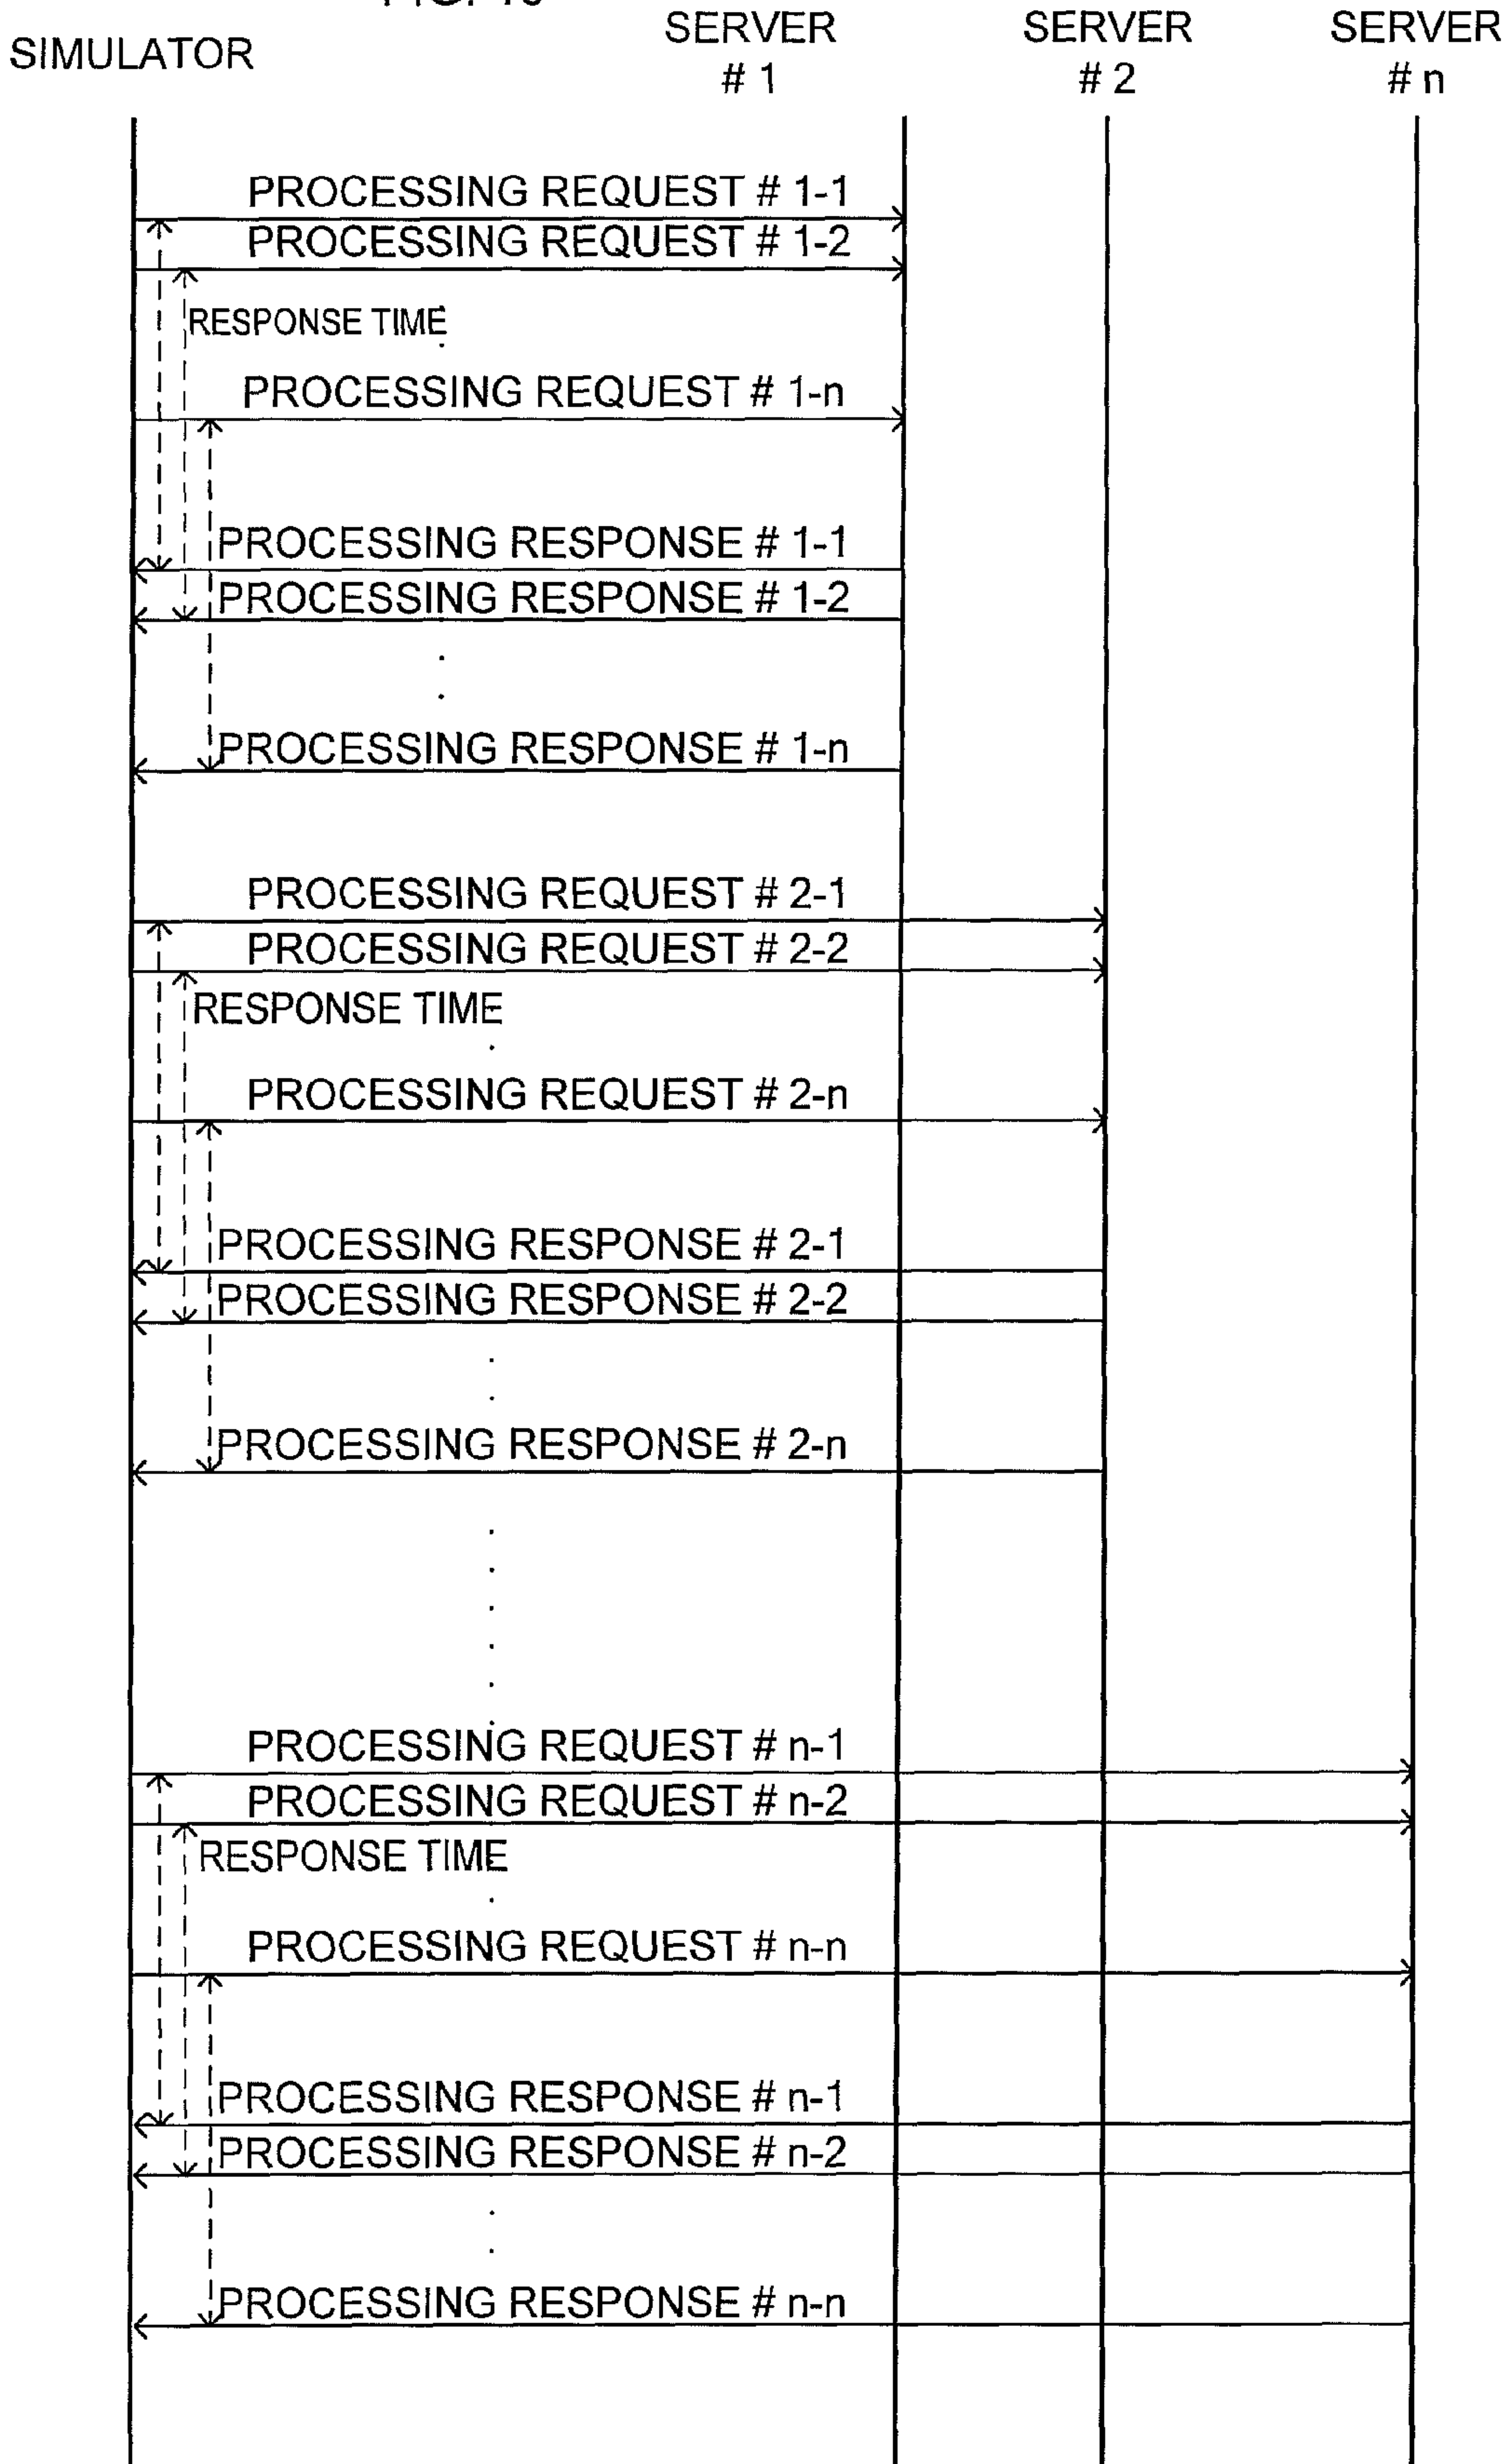 SIMULATOR
SERVER
# 1
SERVER
# 2
SERVER
# n
PROCESSING REQUEST # 1-1
PROCESSING REQUEST # 1-2
RESPONSE TIME
PROCESSING REQUEST # 1-n
PROCESSING RESPONSE # 1-1
PROCESSING RESPONSE # 1-2
PROCESSING RESPONSE # 1-n
PROCESSING REQUEST # 2-1
PROCESSING REQUEST # 2-2
RESPONSE TIME
PROCESSING REQUEST # 2-n
PROCESSING RESPONSE # 2-1
PROCESSING RESPONSE # 2-2
PROCESSING RESPONSE # 2-n
PROCESSING REQUEST # n-1
PROCESSING REQUEST # n-2
RESPONSE TIME
PROCESSING REQUEST # n-n
PROCESSING RESPONSE # n-1
PROCESSING RESPONSE # n-2
PROCESSING RESPONSE # n-n